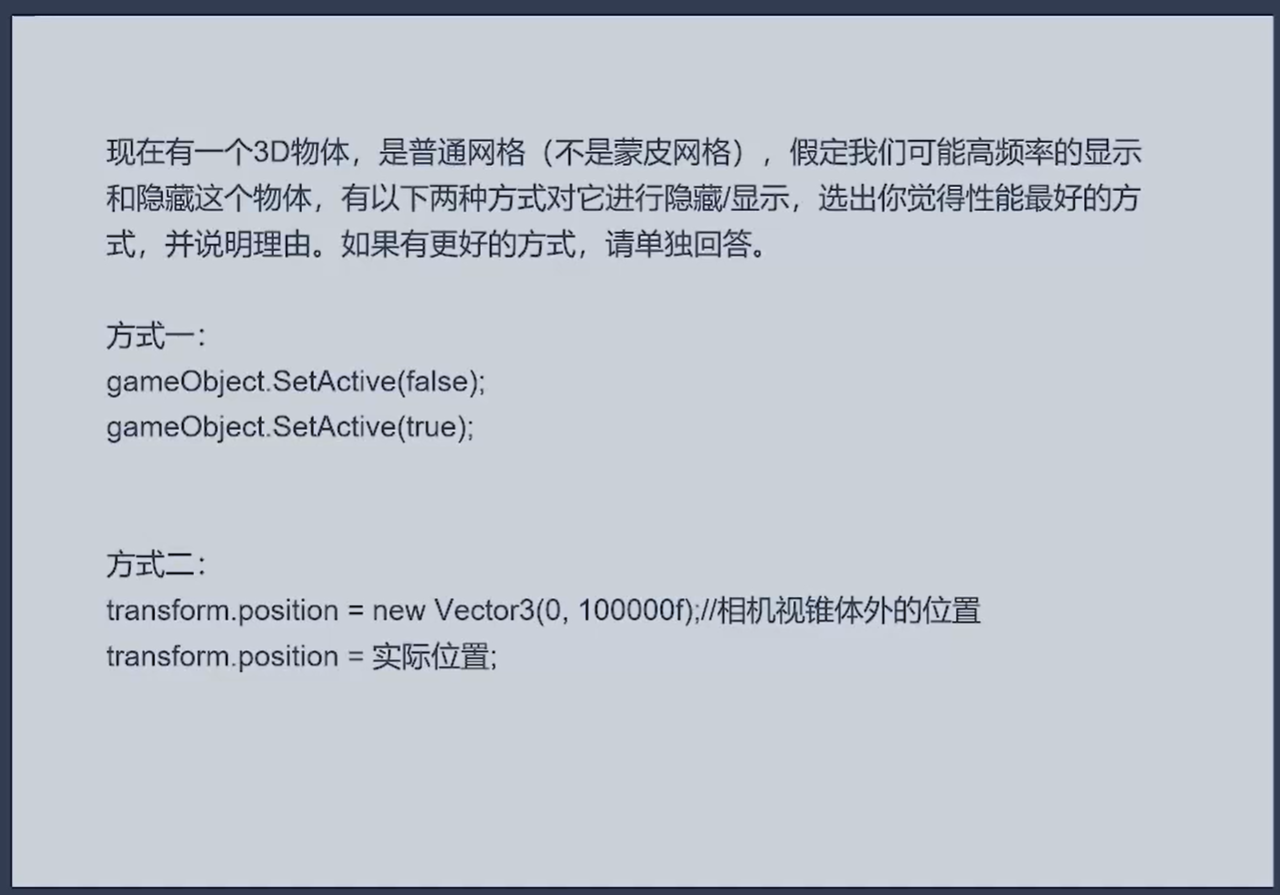 现在有一个3D物体，是普通网格（不是蒙皮网格），假定我们可能高频率的显示
和隐藏这个物体，有以下两种方式对它进行隐藏/显示，选出你觉得性能最好的方
式，并说明理由。如果有更好的方式，请单独回答。
方式一：
gameObject.SetActive(false);
gameObject.SetActive(true);
方式二：
transform.position = new Vector3(0, 100000f);//相机视锥体外的位置
transform.position = 实际位置;